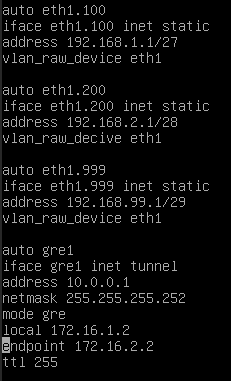 auto eth1.100
iface eth1.100 inet static
address 192.168.1.1/27
vlan_raw_device eth1
auto eth1.200
iface eth1.200 inet static
address 192.168.2.1/28
vlan_raw_decive eth1
auto eth1.999
iface eth1.999 inet static
address 192.168.99.1/29
vlan_raw_device eth1
auto gre1
iface gre1 inet tunnel
address 10.0.0.1
netmask 255.255.255.252
mode gre
local 172.16.1.2
endpoint 172.16.2.2
ttl 255